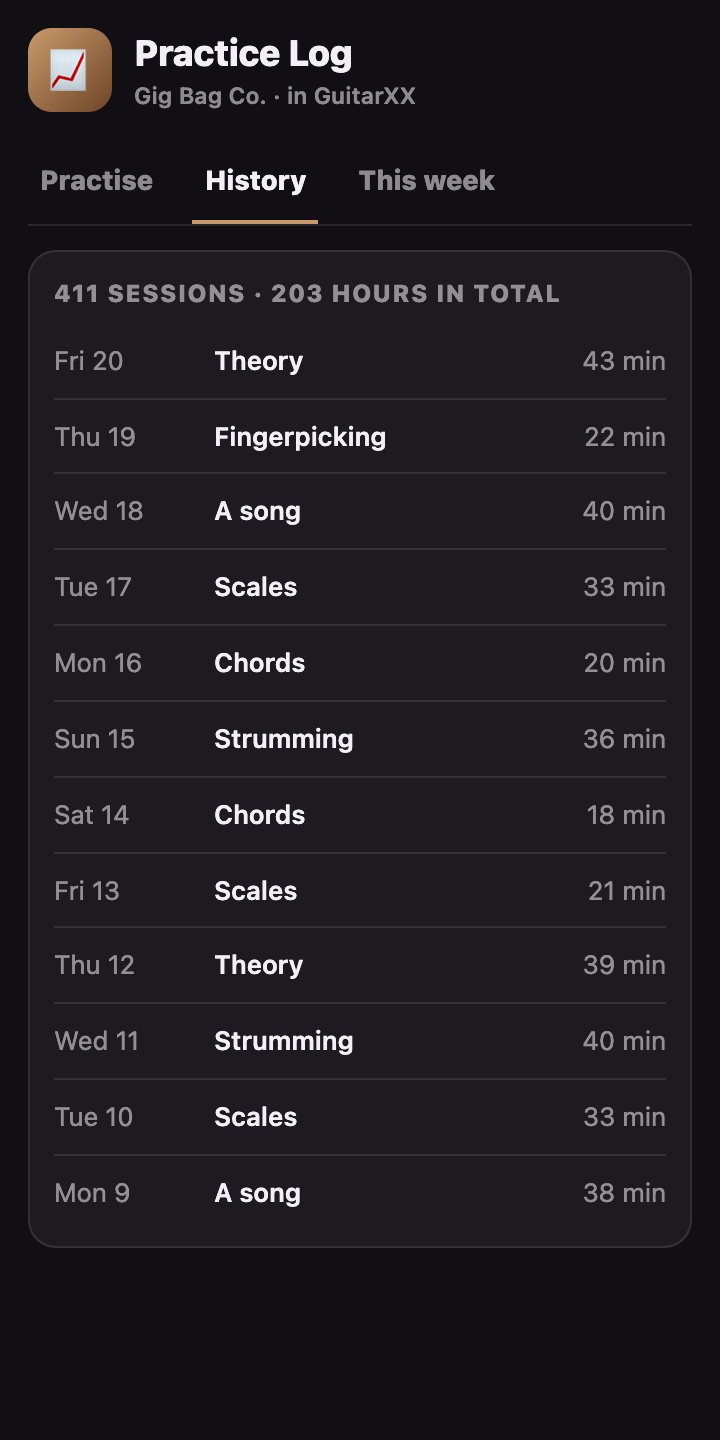 Practice Log
Gig Bag Co. · in GuitarXX
Practise History This week
411 SESSIONS · 203 HOURS IN TOTAL
Fri 20 Theory 43 min
Thu 19 Fingerpicking 22 min
Wed 18 A song 40 min
Tue 17 Scales 33 min
Mon 16 Chords 20 min
Sun 15 Strumming 36 min
Sat 14 Chords 18 min
Fri 13 Scales 21 min
Thu 12 Theory 39 min
Wed 11 Strumming 40 min
Tue 10 Scales 33 min
Mon 9 A song 38 min